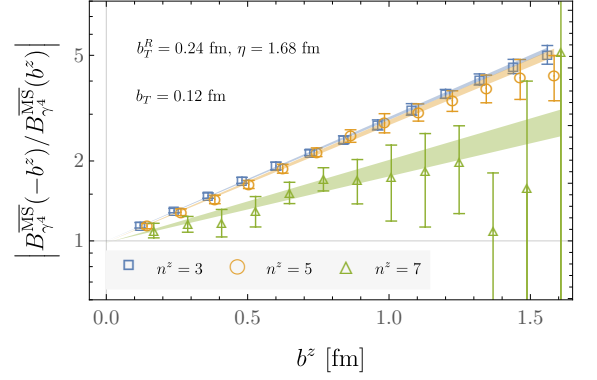 |B^{\overline{MS}}_{γ^4}(−b^z)/B^{\overline{MS}}_{γ^4}(b^z)|
b_T^R = 0.24 fm, η = 1.68 fm
b_T = 0.12 fm
5
2
1
n^z = 3 n^z = 5 n^z = 7
0.0 0.5 1.0 1.5
b^z [fm]